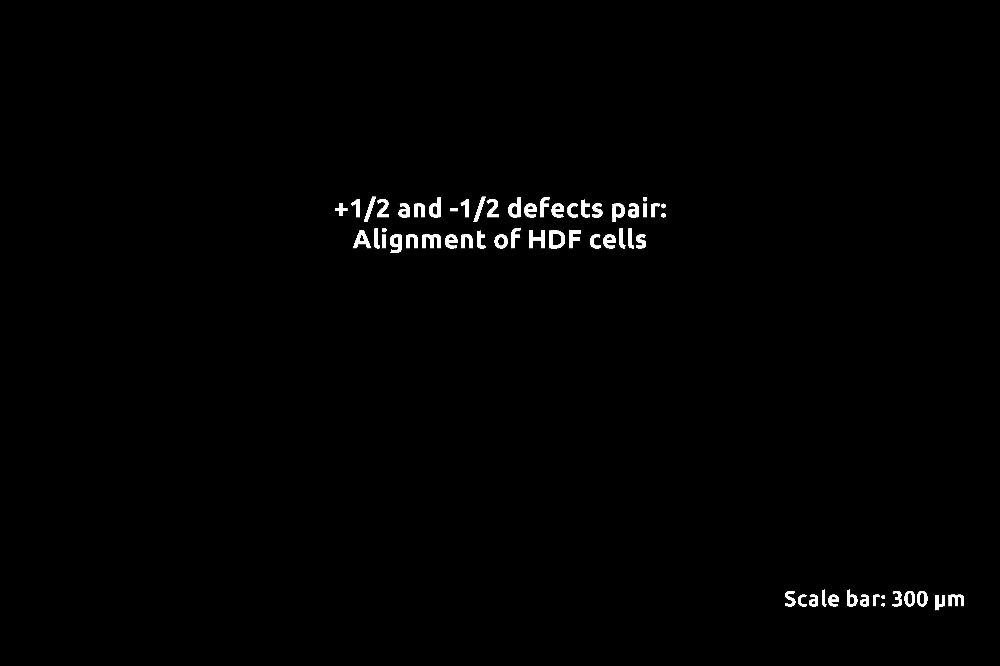 +1/2 and -1/2 defects pair:
Alignment of HDF cells
Scale bar: 300 µm